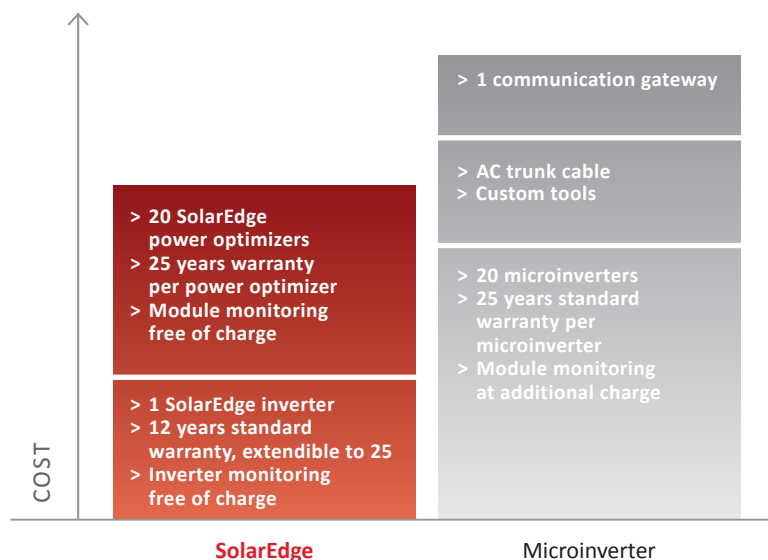 COST
> 20 SolarEdge
power optimizers
> 25 years warranty
per power optimizer
> Module monitoring
free of charge
> 1 SolarEdge inverter
> 12 years standard
warranty, extendible to 25
> Inverter monitoring
free of charge
SolarEdge
> 1 communication gateway
> AC trunk cable
> Custom tools
> 20 microinverters
> 25 years standard
warranty per
microinverter
> Module monitoring
at additional charge
Microinverter